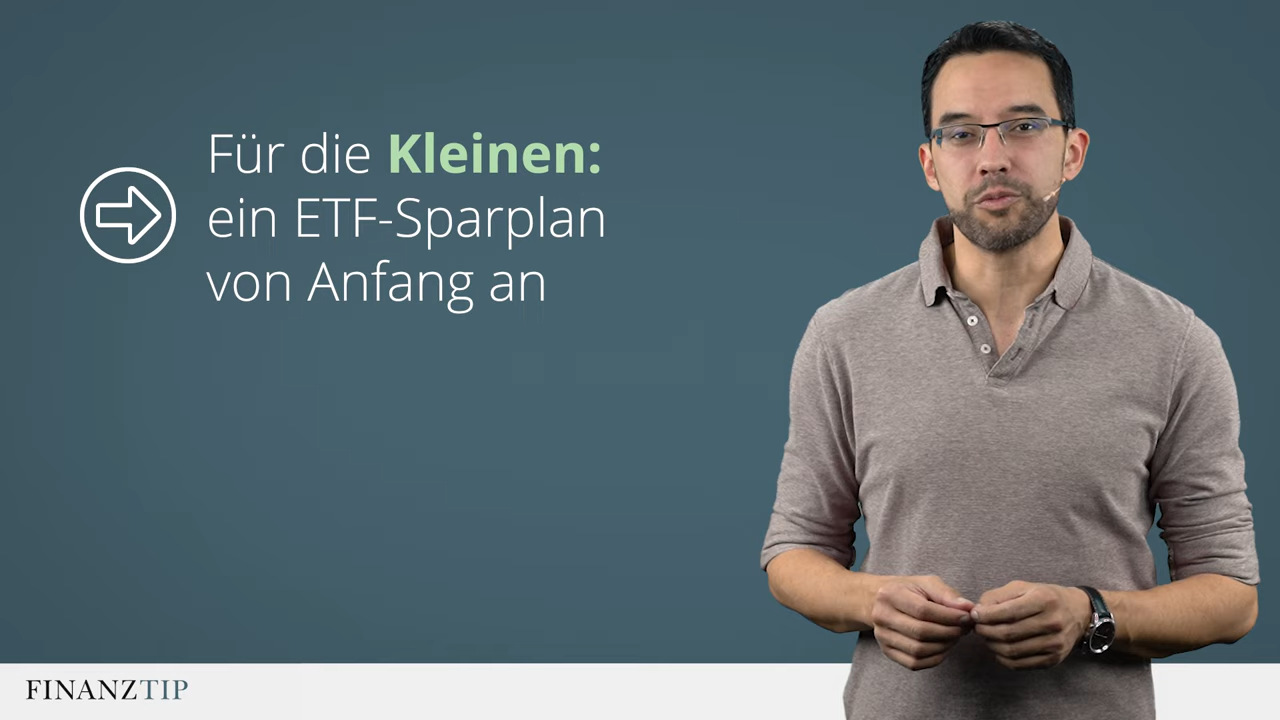 Für die Kleinen:
ein ETF-Sparplan
von Anfang an
FINANZTIP